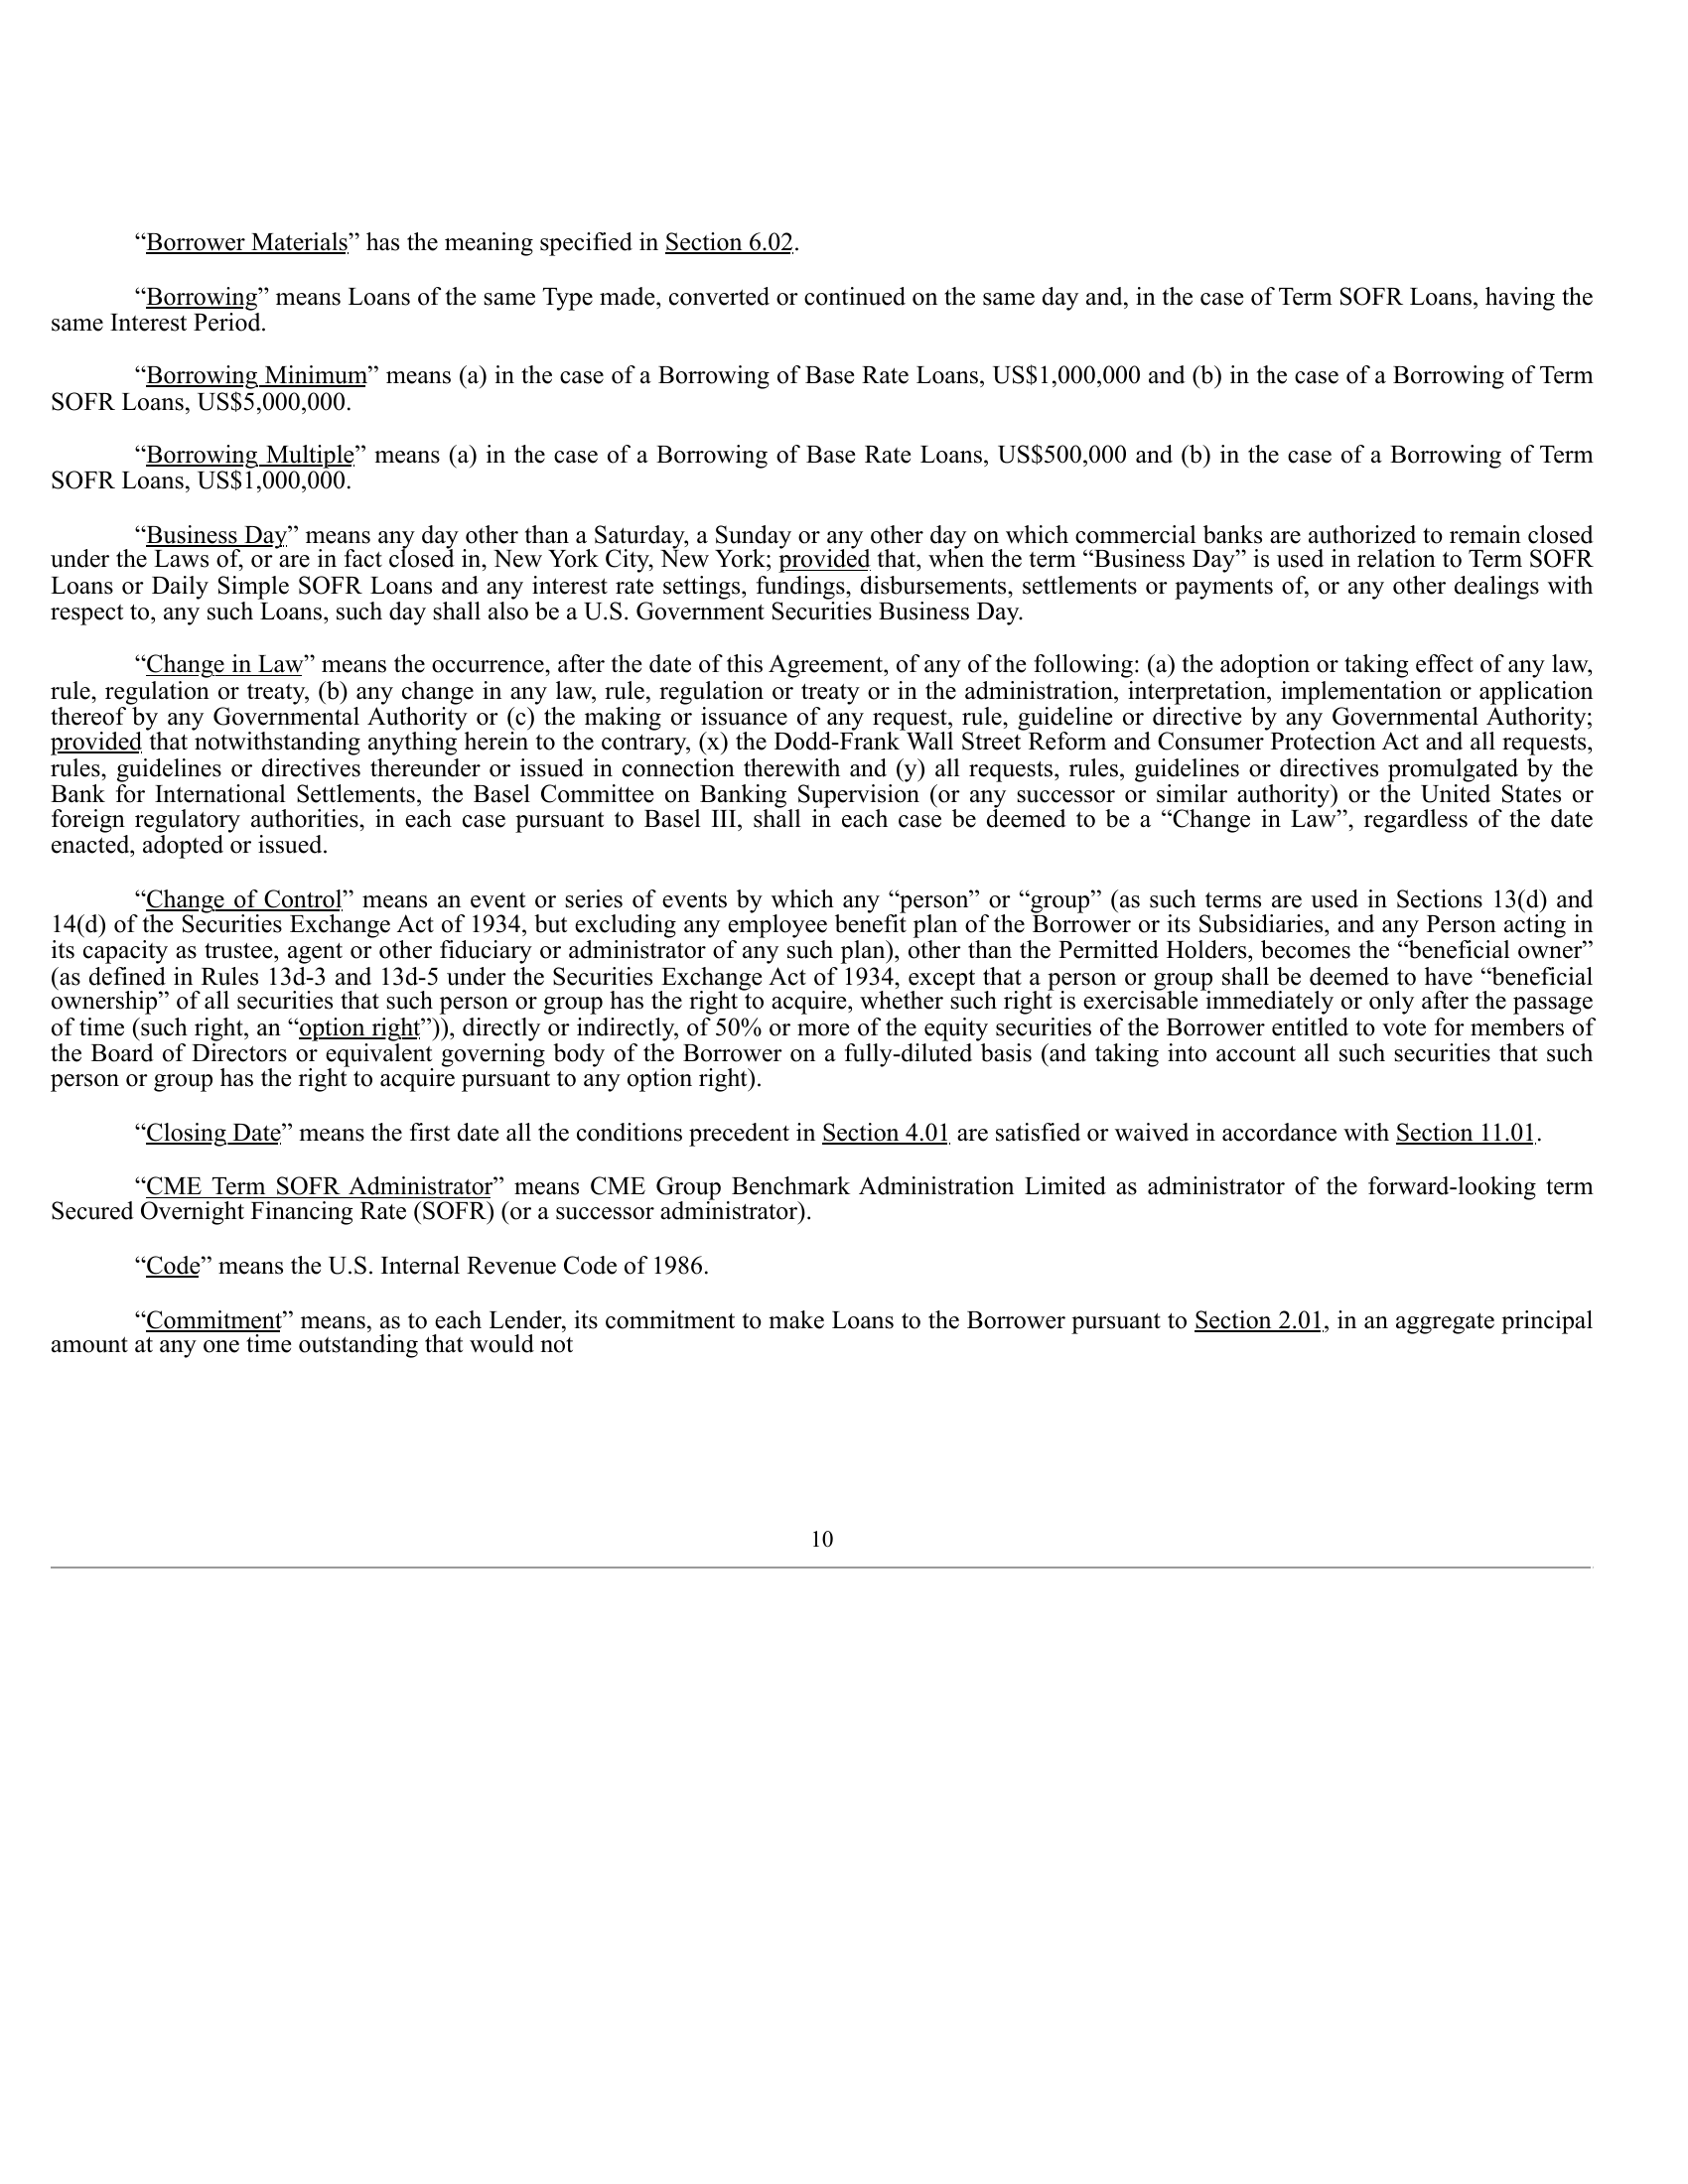 “Borrower Materials” has the meaning specified in Section 6.02.
“Borrowing” means Loans of the same Type made, converted or continued on the same day and, in the case of Term SOFR Loans, having the
same Interest Period.
“Borrowing Minimum” means (a) in the case of a Borrowing of Base Rate Loans, US$1,000,000 and (b) in the case of a Borrowing of Term
SOFR Loans, US$5,000,000.
“Borrowing Multiple” means (a) in the case of a Borrowing of Base Rate Loans, US$500,000 and (b) in the case of a Borrowing of Term
SOFR Loans, US$1,000,000.
“Business Day” means any day other than a Saturday, a Sunday or any other day on which commercial banks are authorized to remain closed
under the Laws of, or are in fact closed in, New York City, New York; provided that, when the term “Business Day” is used in relation to Term SOFR
Loans or Daily Simple SOFR Loans and any interest rate settings, fundings, disbursements, settlements or payments of, or any other dealings with
respect to, any such Loans, such day shall also be a U.S. Government Securities Business Day.
“Change in Law” means the occurrence, after the date of this Agreement, of any of the following: (a) the adoption or taking effect of any law,
rule, regulation or treaty, (b) any change in any law, rule, regulation or treaty or in the administration, interpretation, implementation or application
thereof by any Governmental Authority or (c) the making or issuance of any request, rule, guideline or directive by any Governmental Authority;
provided that notwithstanding anything herein to the contrary, (x) the Dodd-Frank Wall Street Reform and Consumer Protection Act and all requests,
rules, guidelines or directives thereunder or issued in connection therewith and (y) all requests, rules, guidelines or directives promulgated by the
Bank for International Settlements, the Basel Committee on Banking Supervision (or any successor or similar authority) or the United States or
foreign regulatory authorities, in each case pursuant to Basel III, shall in each case be deemed to be a “Change in Law”, regardless of the date
enacted, adopted or issued.
“Change of Control” means an event or series of events by which any “person” or “group” (as such terms are used in Sections 13(d) and
14(d) of the Securities Exchange Act of 1934, but excluding any employee benefit plan of the Borrower or its Subsidiaries, and any Person acting in
its capacity as trustee, agent or other fiduciary or administrator of any such plan), other than the Permitted Holders, becomes the “beneficial owner”
(as defined in Rules 13d-3 and 13d-5 under the Securities Exchange Act of 1934, except that a person or group shall be deemed to have “beneficial
ownership” of all securities that such person or group has the right to acquire, whether such right is exercisable immediately or only after the passage
of time (such right, an “option right”)), directly or indirectly, of 50% or more of the equity securities of the Borrower entitled to vote for members of
the Board of Directors or equivalent governing body of the Borrower on a fully-diluted basis (and taking into account all such securities that such
person or group has the right to acquire pursuant to any option right).
“Closing Date” means the first date all the conditions precedent in Section 4.01 are satisfied or waived in accordance with Section 11.01.
“CME Term SOFR Administrator” means CME Group Benchmark Administration Limited as administrator of the forward-looking term
Secured Overnight Financing Rate (SOFR) (or a successor administrator).
“Code” means the U.S. Internal Revenue Code of 1986.
“Commitment” means, as to each Lender, its commitment to make Loans to the Borrower pursuant to Section 2.01, in an aggregate principal
amount at any one time outstanding that would not
10